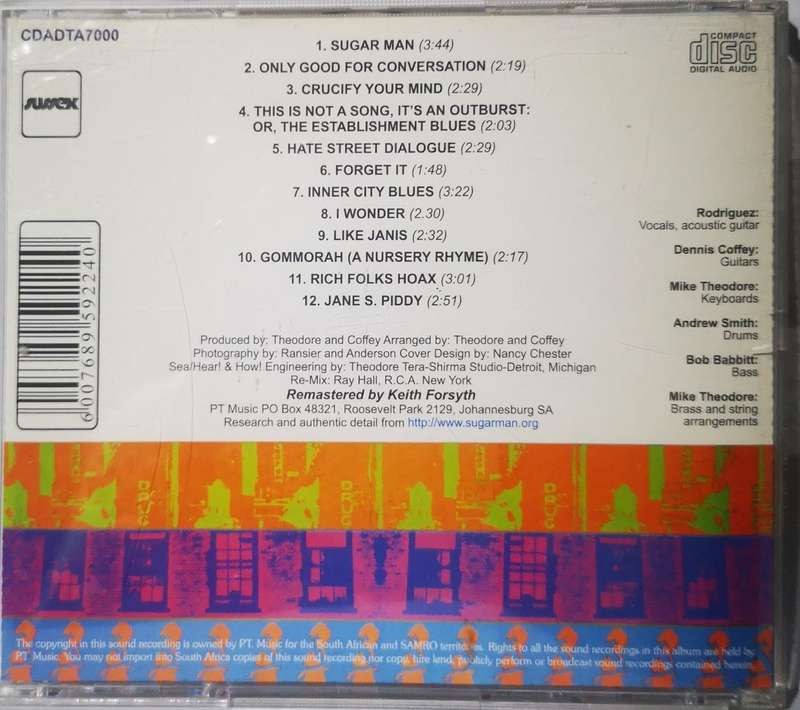 CDADTA7000
sussex
COMPACT
disc
DIGITAL AUDIO
1. SUGAR MAN (3:44)
2. ONLY GOOD FOR CONVERSATION (2:19)
3. CRUCIFY YOUR MIND (2:29)
4. THIS IS NOT A SONG, IT'S AN OUTBURST:
OR, THE ESTABLISHMENT BLUES (2:03)
5. HATE STREET DIALOGUE (2:29)
6. FORGET IT (1:48)
7. INNER CITY BLUES (3:22)
8. I WONDER (2.30)
9. LIKE JANIS (2:32)
10. GOMMORAH (A NURSERY RHYME) (2:17)
11. RICH FOLKS HOAX (3:01)
12. JANE S. PIDDY (2:51)
Rodriguez:
Vocals, acoustic guitar
Dennis Coffey:
Guitars
Mike Theodore:
Keyboards
Andrew Smith:
Drums
Bob Babbitt:
Bass
Mike Theodore:
Brass and string
arrangements
6007689592240
Produced by: Theodore and Coffey Arranged by: Theodore and Coffey
Photography by: Ransier and Anderson Cover Design by: Nancy Chester
Sea/Hear! & How! Engineering by: Theodore Tera-Shirma Studio-Detroit, Michigan
Re-Mix: Ray Hall, R.C.A. New York
Remastered by Keith Forsyth
PT Music PO Box 48321, Roosevelt Park 2129, Johannesburg SA
Research and authentic detail from http://www.sugarman.org
The copyright in this sound recording is owned by P.T. Music for the South African and SAMRO territories. Rights to all the sound recordings in this album are held by
P.T Music. You may not import into South Africa copies of this sound recording nor copy, hire lend, publicly perform or broadcast sound recordings contained herein.